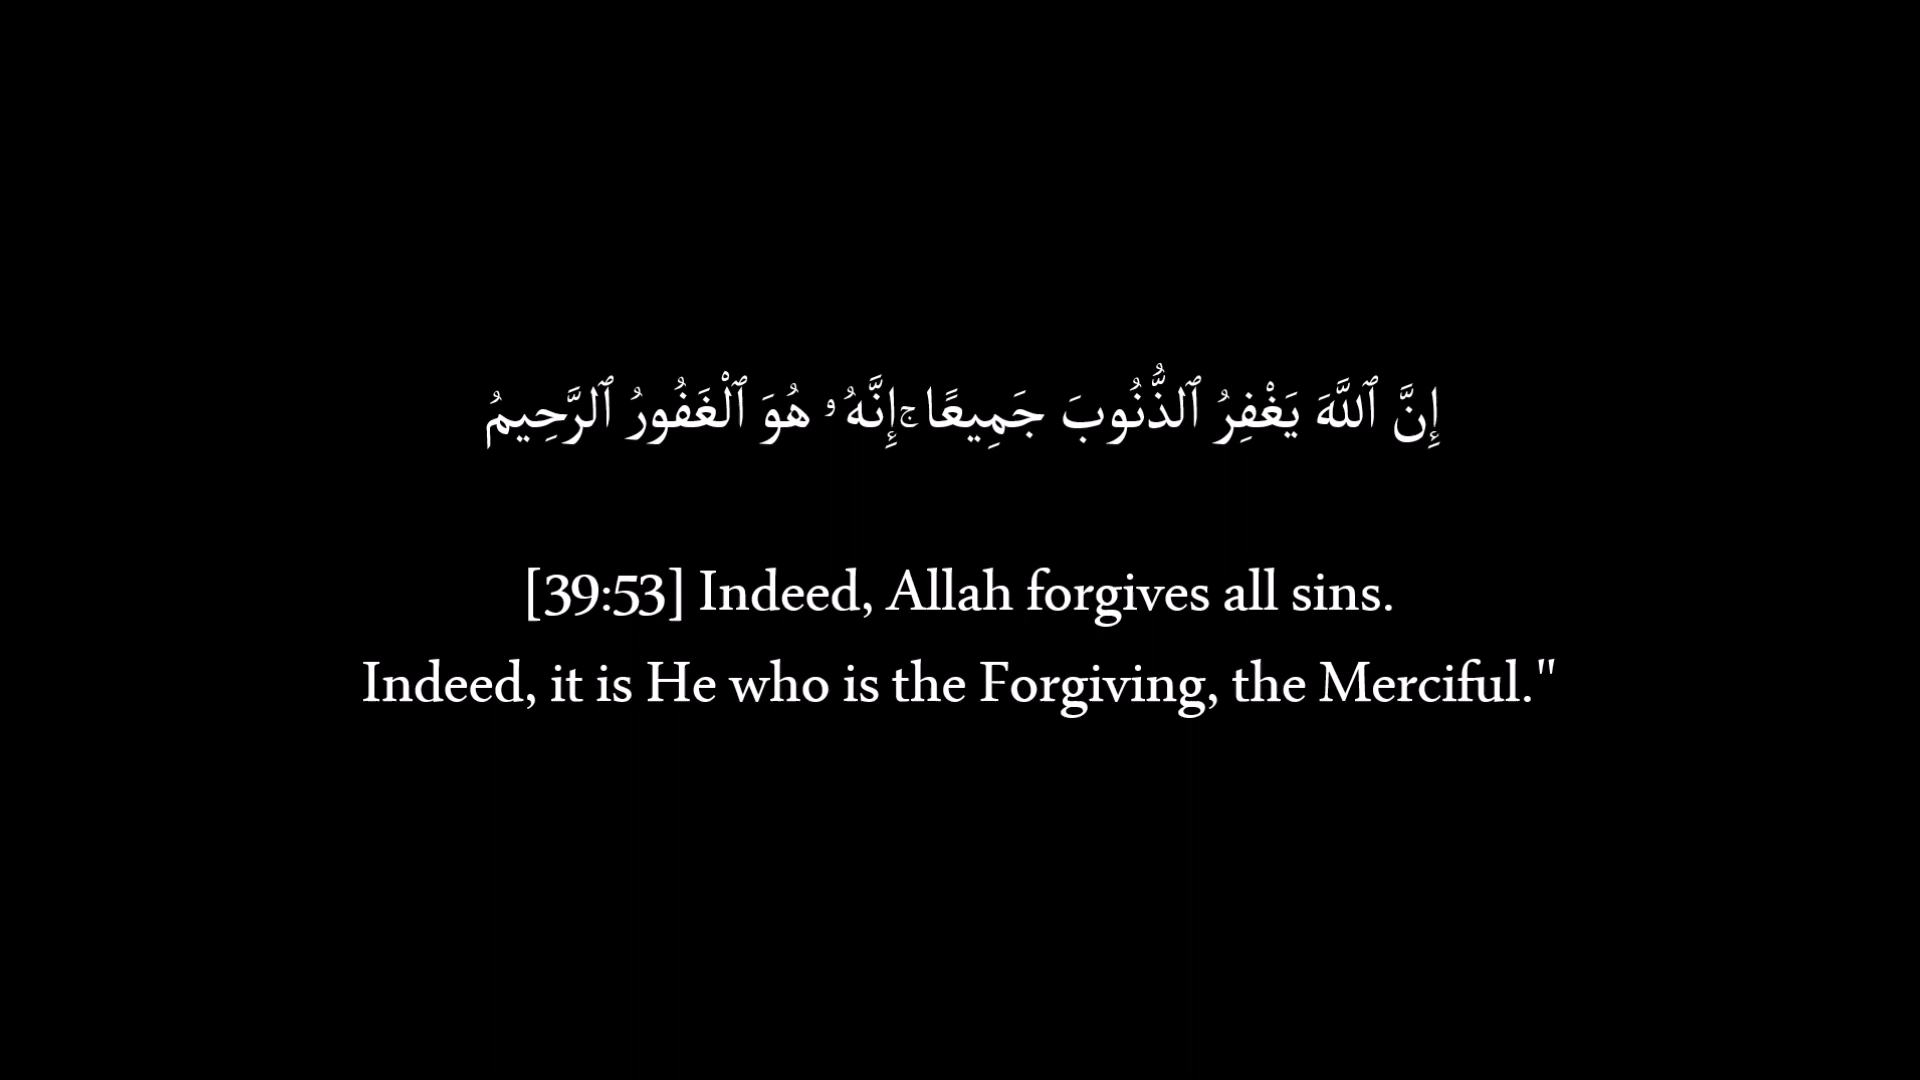 إِنَّ ٱللَّهَ يَغْفِرُ ٱلذُّنُوبَ جَمِيعًا ۚ إِنَّهُۥ هُوَ ٱلْغَفُورُ ٱلرَّحِيمُ
[39:53] Indeed, Allah forgives all sins.
Indeed, it is He who is the Forgiving, the Merciful."